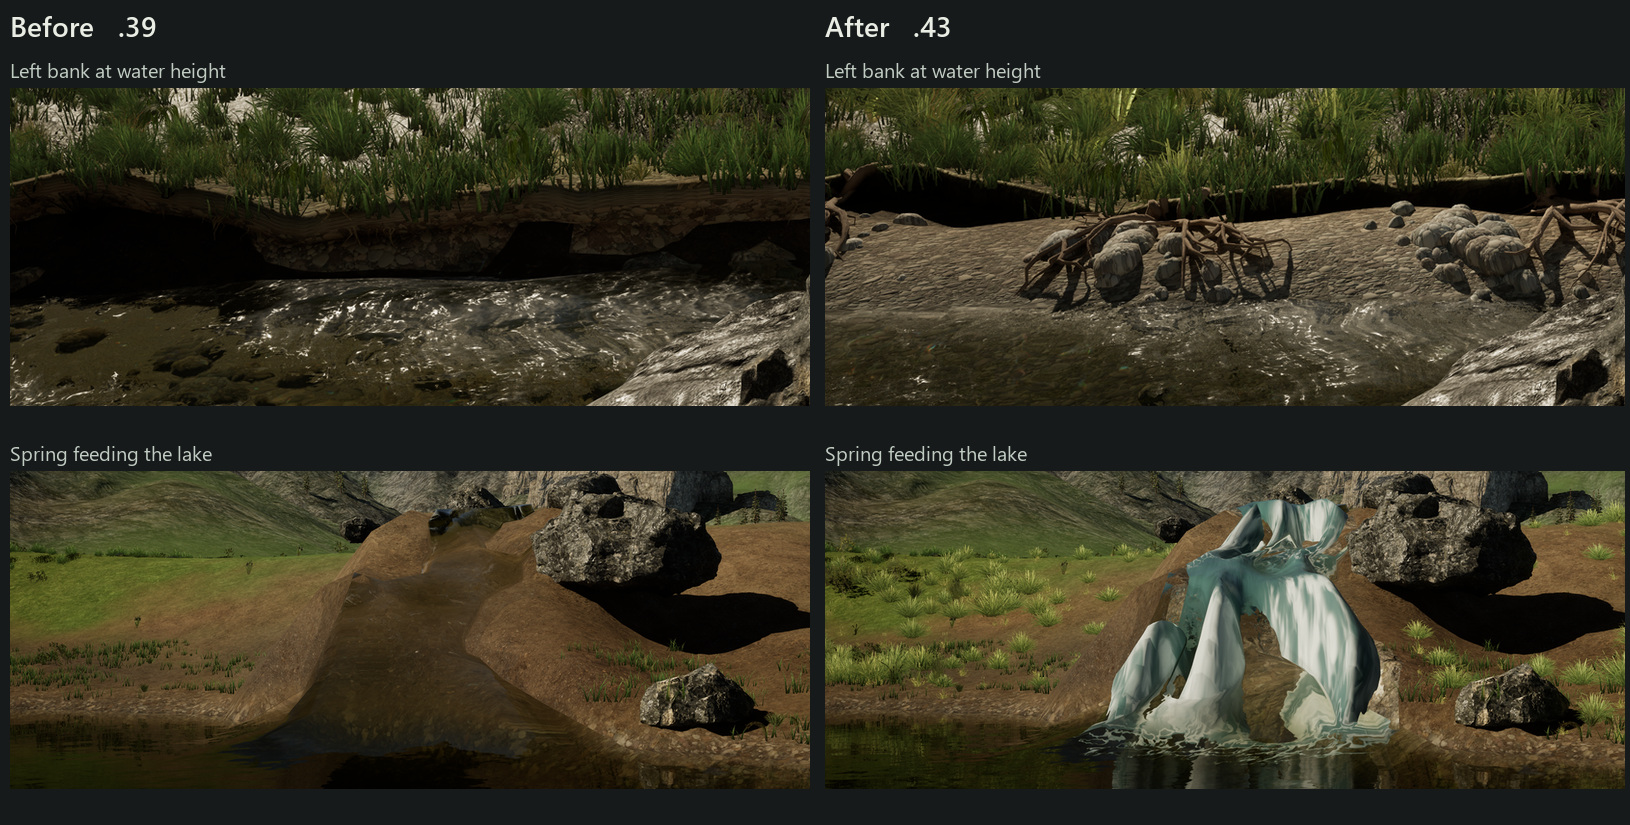 Before .39
After .43
Left bank at water height
Left bank at water height
Spring feeding the lake
Spring feeding the lake